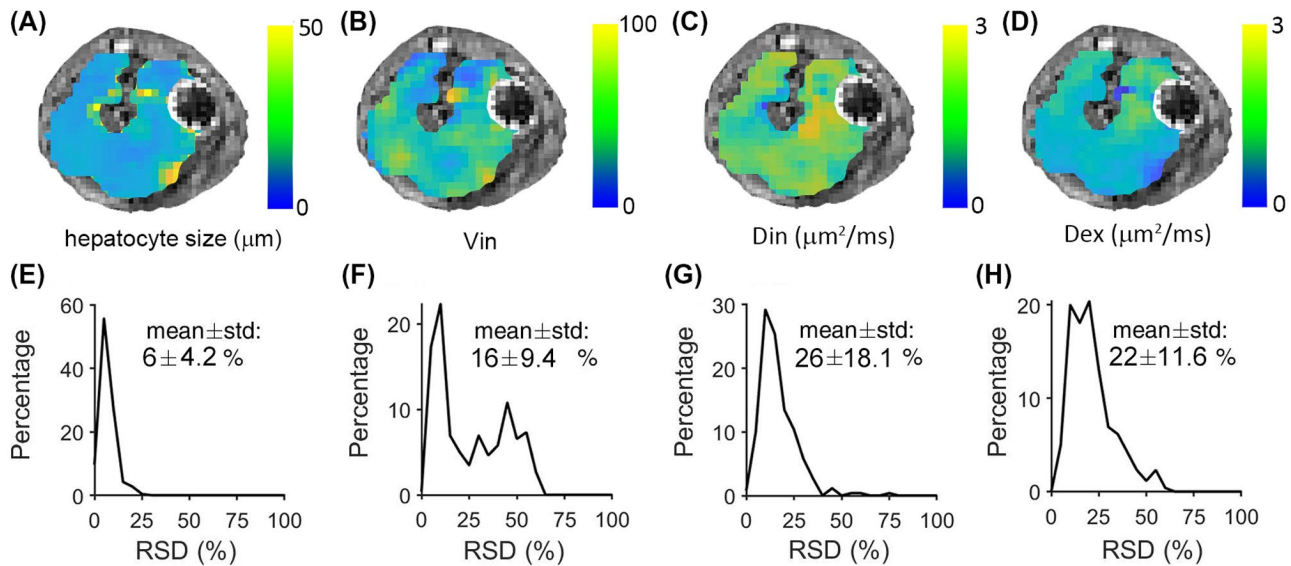 (A)
50
0
hepatocyte size (μm)
(B)
100
0
Vin
(C)
3
0
Din (μm²/ms)
(D)
3
0
Dex (μm²/ms)
(E)
Percentage
60
40
20
0
mean±std:
6±4.2 %
0 25 50 75 100
RSD (%)
(F)
Percentage
20
10
0
mean±std:
16±9.4 %
0 25 50 75 100
RSD (%)
(G)
Percentage
30
20
10
0
mean±std:
26±18.1 %
0 25 50 75 100
RSD (%)
(H)
Percentage
20
10
0
mean±std:
22±11.6 %
0 25 50 75 100
RSD (%)